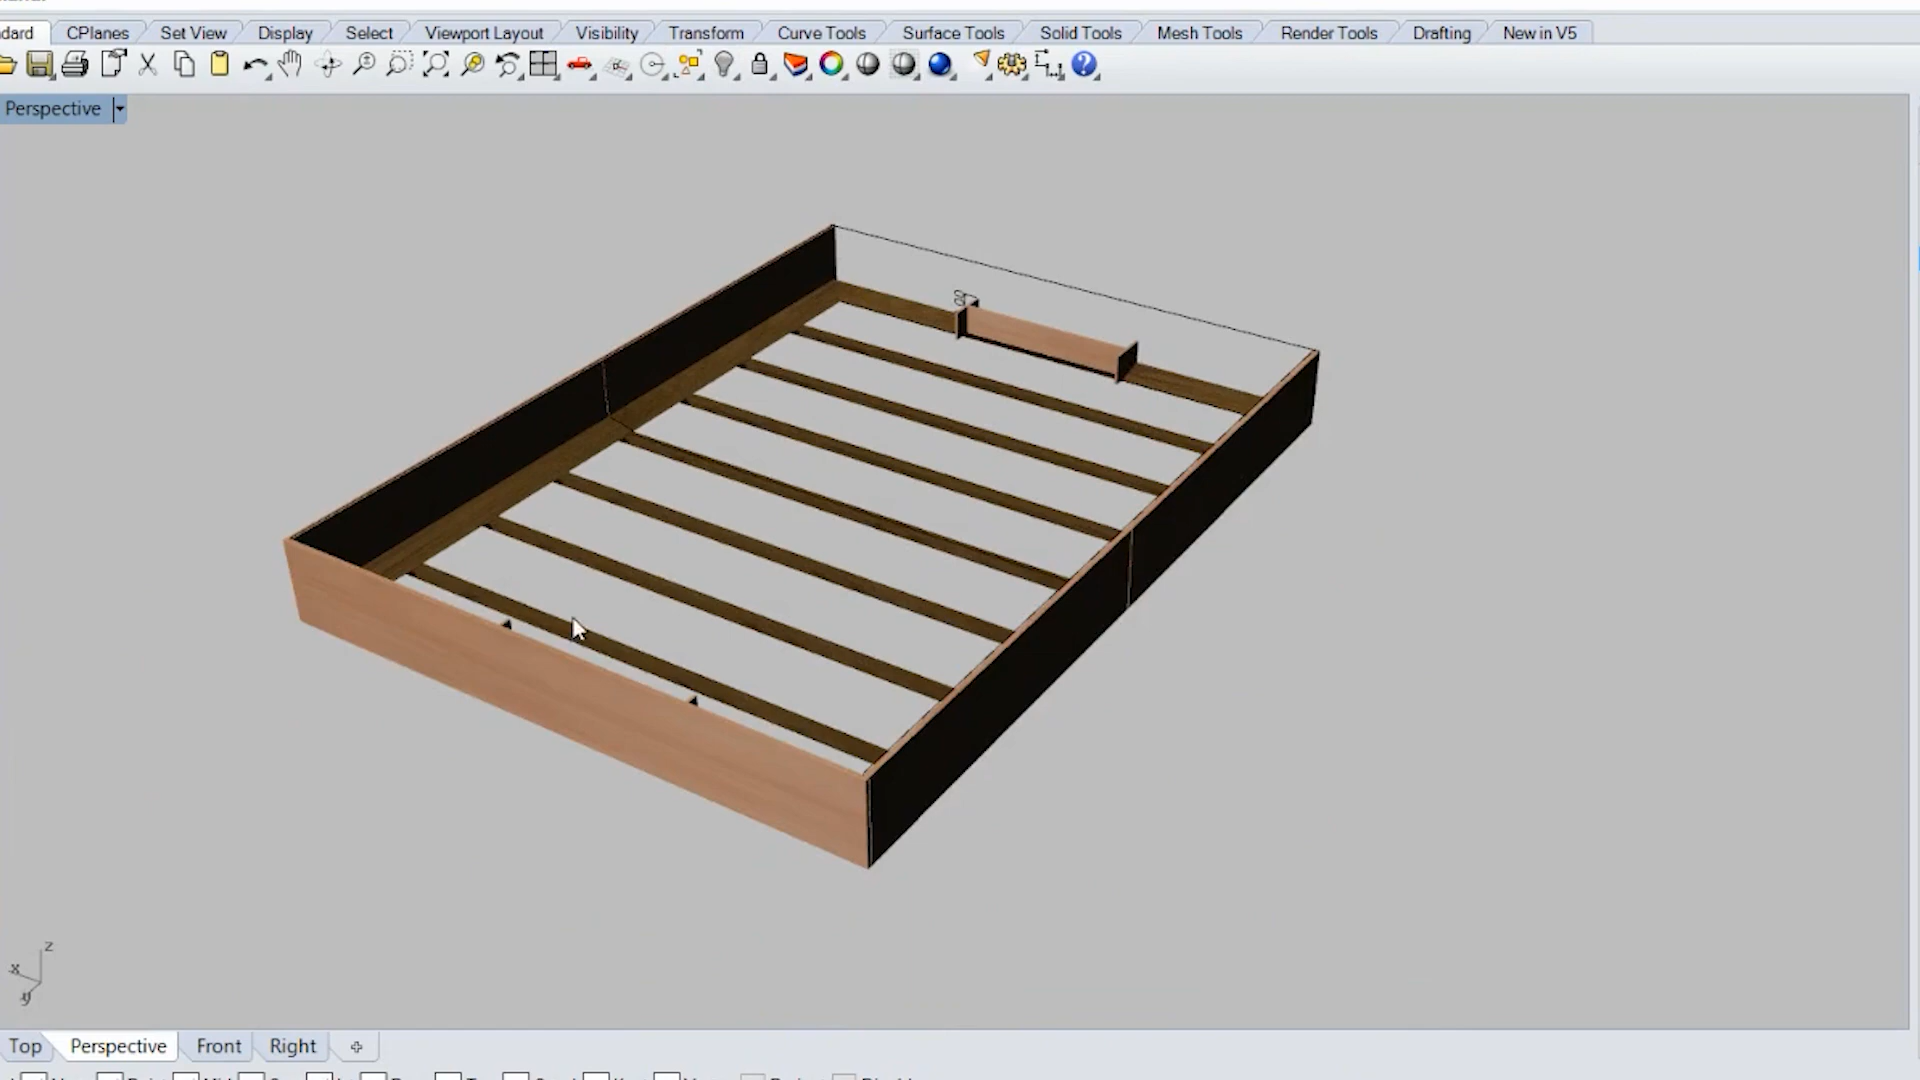 CPlanes Set View Display Select Viewport Layout Visibility Transform Curve Tools Surface Tools Solid Tools Mesh Tools Render Tools Drafting New in V5
Perspective
z
x
y
Top Perspective Front Right